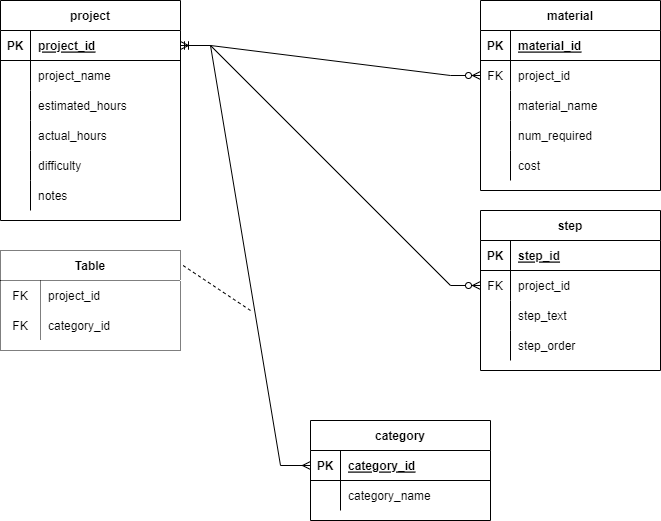 project
PK project_id
project_name
estimated_hours
actual_hours
difficulty
notes
material
PK material_id
FK project_id
material_name
num_required
cost
Table
FK project_id
FK category_id
step
PK step_id
FK project_id
step_text
step_order
category
PK category_id
category_name